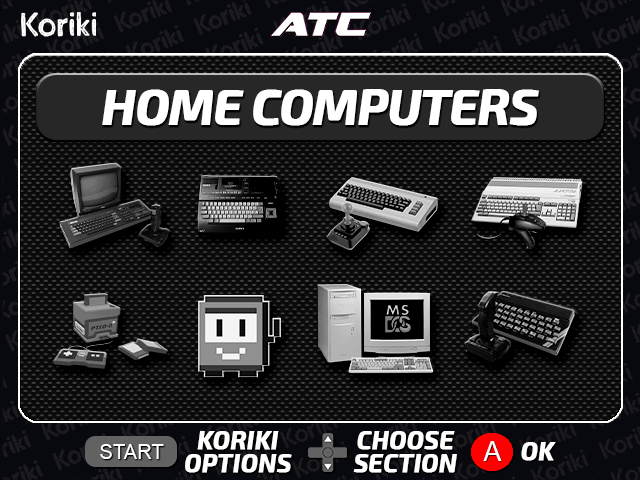 Koriki
ATC
HOME COMPUTERS
PICO-8
MS
DOS
START
KORIKI
OPTIONS
CHOOSE
SECTION
A
OK